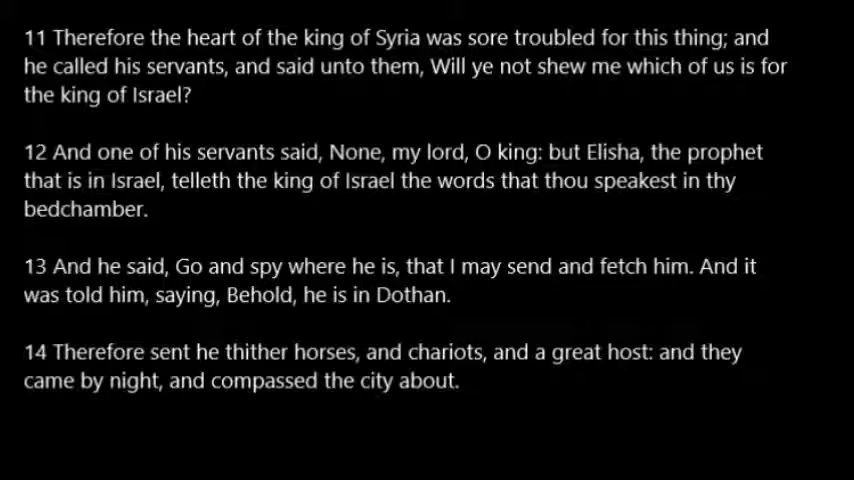 11 Therefore the heart of the king of Syria was sore troubled for this thing; and
he called his servants, and said unto them, Will ye not shew me which of us is for
the king of Israel?
12 And one of his servants said, None, my lord, O king: but Elisha, the prophet
that is in Israel, telleth the king of Israel the words that thou speakest in thy
bedchamber.
13 And he said, Go and spy where he is, that I may send and fetch him. And it
was told him, saying, Behold, he is in Dothan.
14 Therefore sent he thither horses, and chariots, and a great host: and they
came by night, and compassed the city about.